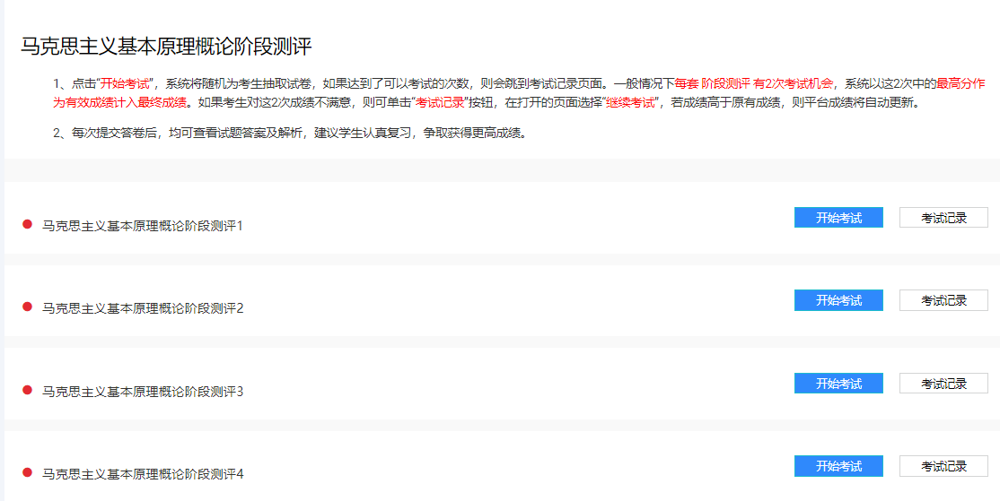 马克思主义基本原理概论阶段测评
1、点击“开始考试”，系统将随机为考生抽取试卷，如果达到了可以考试的次数，则会跳到考试记录页面。一般情况下每套 阶段测评 有2次考试机会，系统以这2次中的最高分作
为有效成绩计入最终成绩。如果考生对这2次成绩不满意，则可单击“考试记录”按钮，在打开的页面选择“继续考试”，若成绩高于原有成绩，则平台成绩将自动更新。
2、每次提交答卷后，均可查看试题答案及解析，建议学生认真复习，争取获得更高成绩。
马克思主义基本原理概论阶段测评1 开始考试 考试记录
马克思主义基本原理概论阶段测评2 开始考试 考试记录
马克思主义基本原理概论阶段测评3 开始考试 考试记录
马克思主义基本原理概论阶段测评4 开始考试 考试记录